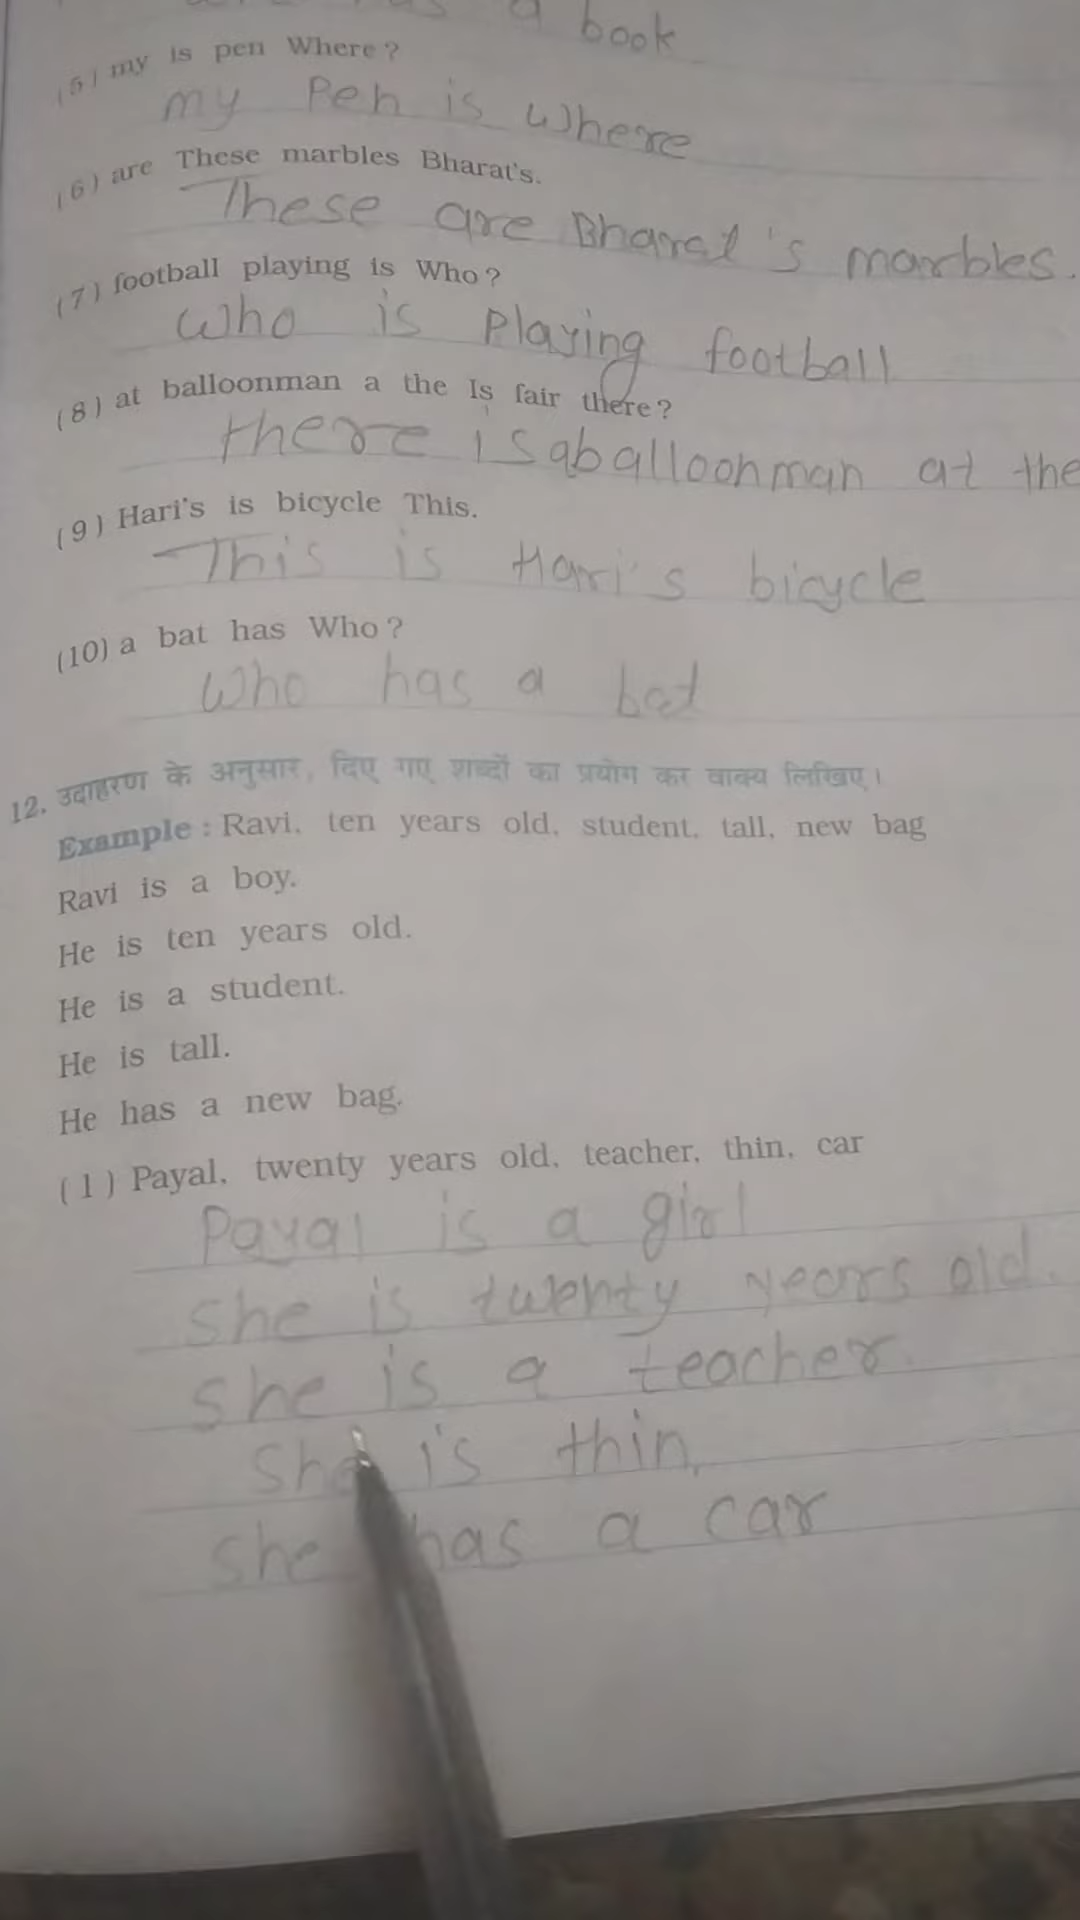 a book
(5) my is pen Where?
my Pen is where
(6) are These marbles Bharat's.
These are Bharat's marbles.
(7) football playing is Who?
who is Playing football
(8) at balloonman a the Is fair there?
there is aballoonman at the
(9) Hari's is bicycle This.
This is Hari's bicycle
(10) a bat has Who?
who has a bat
12. उदाहरण के अनुसार, दिए गए शब्दों का प्रयोग कर वाक्य लिखिए।
Example : Ravi, ten years old, student, tall, new bag
Ravi is a boy.
He is ten years old.
He is a student.
He is tall.
He has a new bag.
(1) Payal, twenty years old, teacher, thin, car
Payal is a girl
she is twenty years old.
she is a teacher.
she is thin.
she has a car